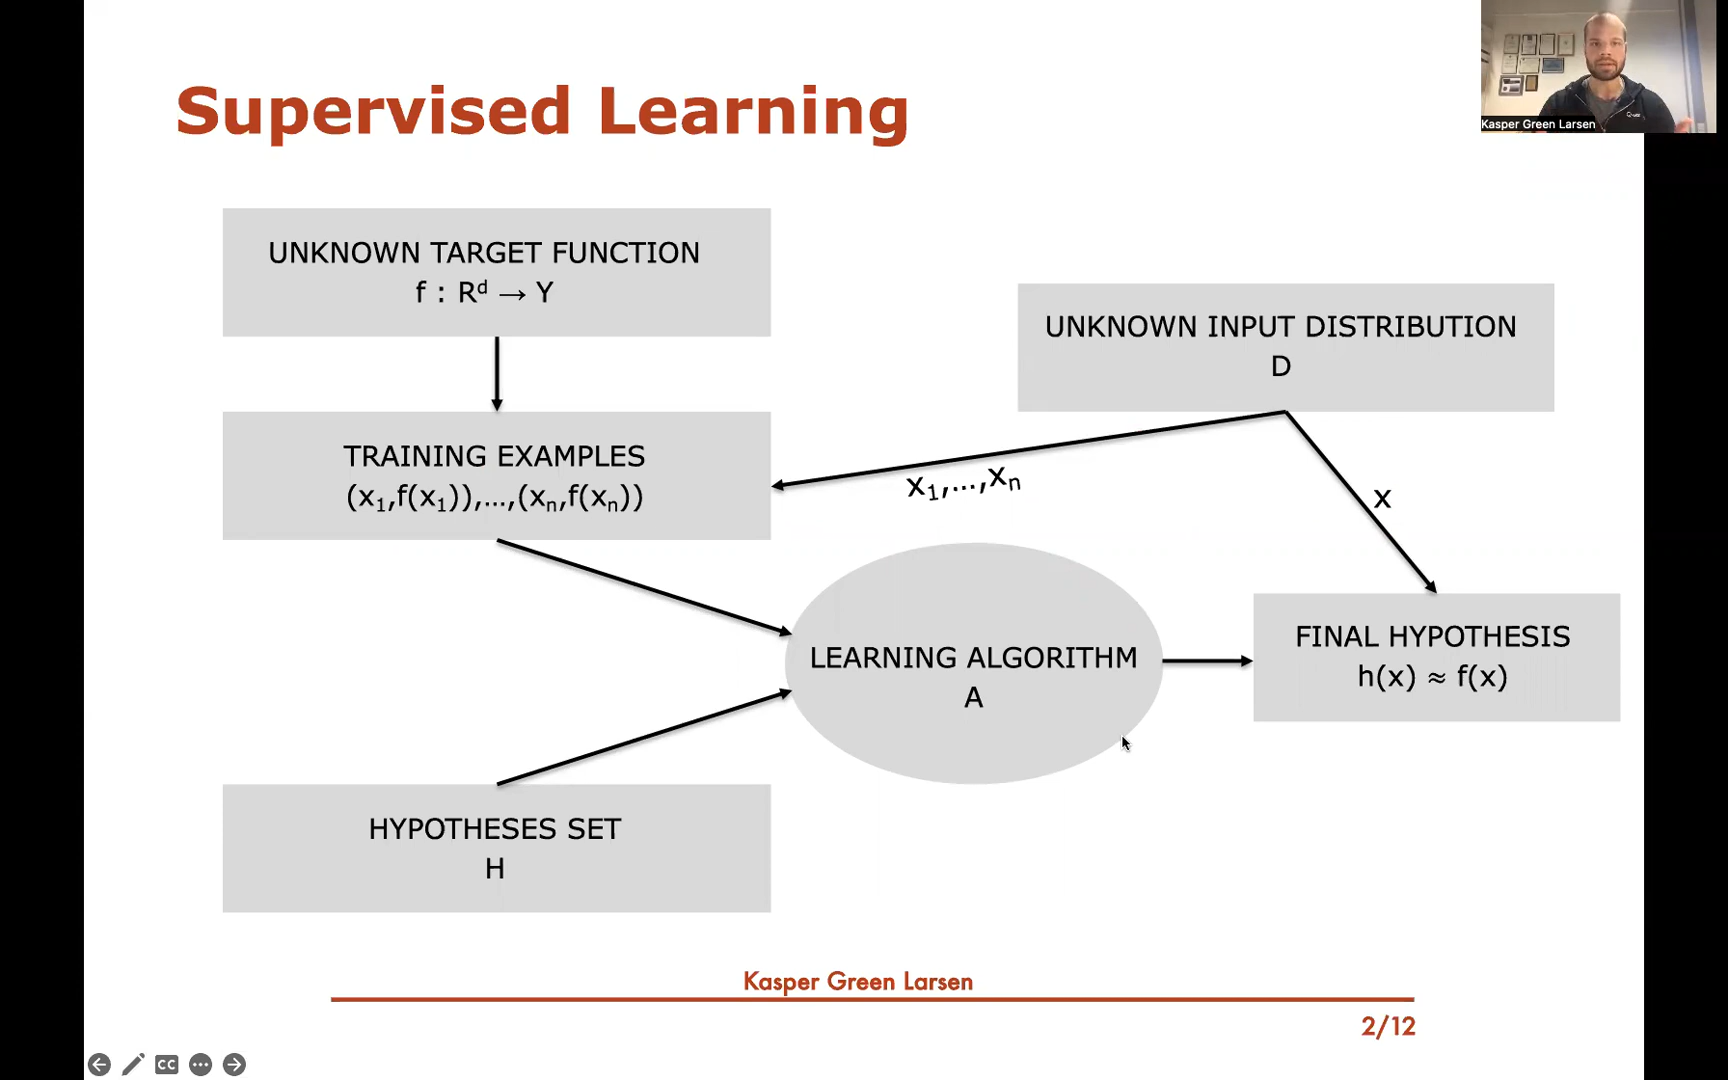 Supervised Learning
Kasper Green Larsen
UNKNOWN TARGET FUNCTION
f : Rᵈ → Y
UNKNOWN INPUT DISTRIBUTION
D
TRAINING EXAMPLES
(x₁,f(x₁)),...,(xₙ,f(xₙ))
x₁,...,xₙ
x
LEARNING ALGORITHM
A
FINAL HYPOTHESIS
h(x) ≈ f(x)
HYPOTHESES SET
H
Kasper Green Larsen
2/12
CC